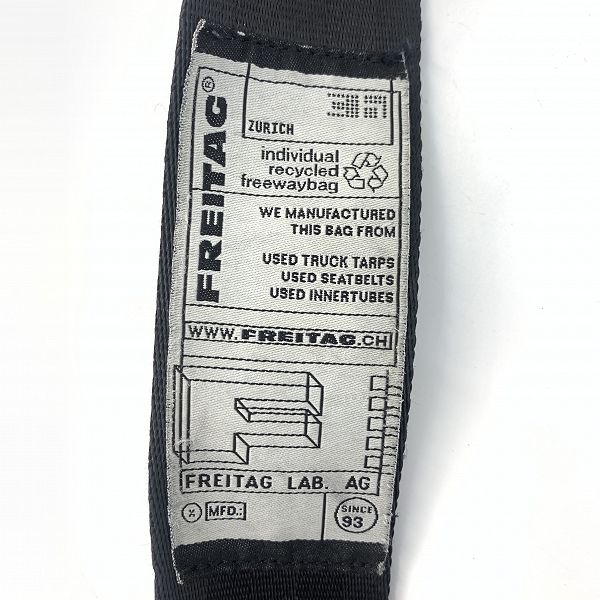 FREITAG®
ZURICH
individual
recycled
freewaybag
WE MANUFACTURED
THIS BAG FROM
USED TRUCK TARPS
USED SEATBELTS
USED INNERTUBES
WWW.FREITAG.CH
F
FREITAG LAB. AG
MFD.:
SINCE
93